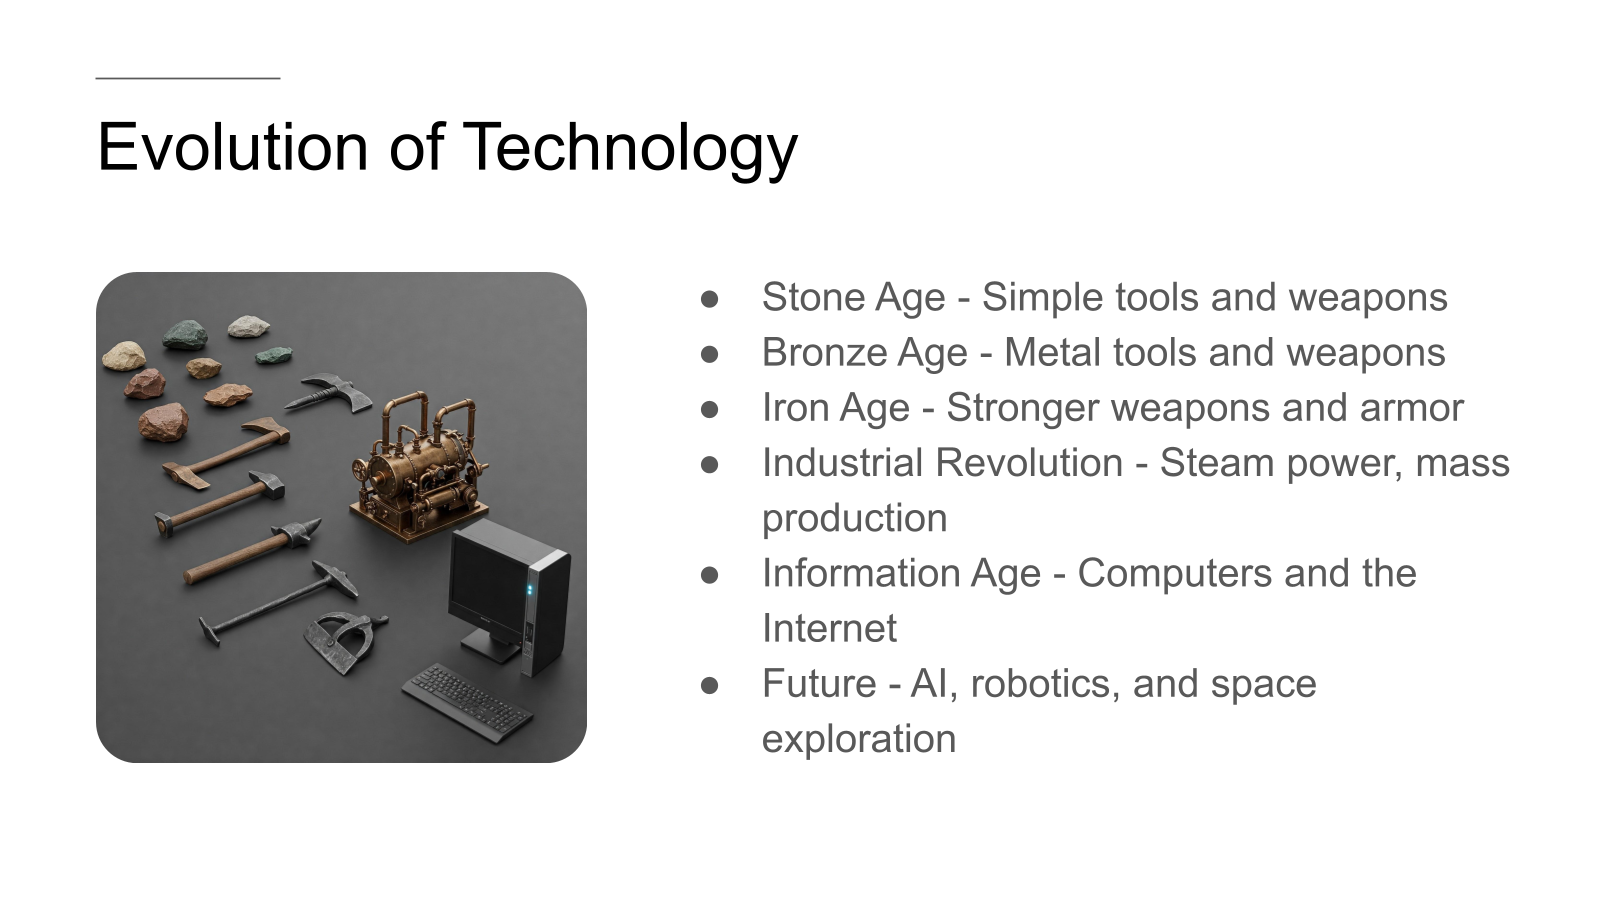 Evolution of Technology
● Stone Age - Simple tools and weapons
● Bronze Age - Metal tools and weapons
● Iron Age - Stronger weapons and armor
● Industrial Revolution - Steam power, mass
production
● Information Age - Computers and the
Internet
● Future - AI, robotics, and space
exploration